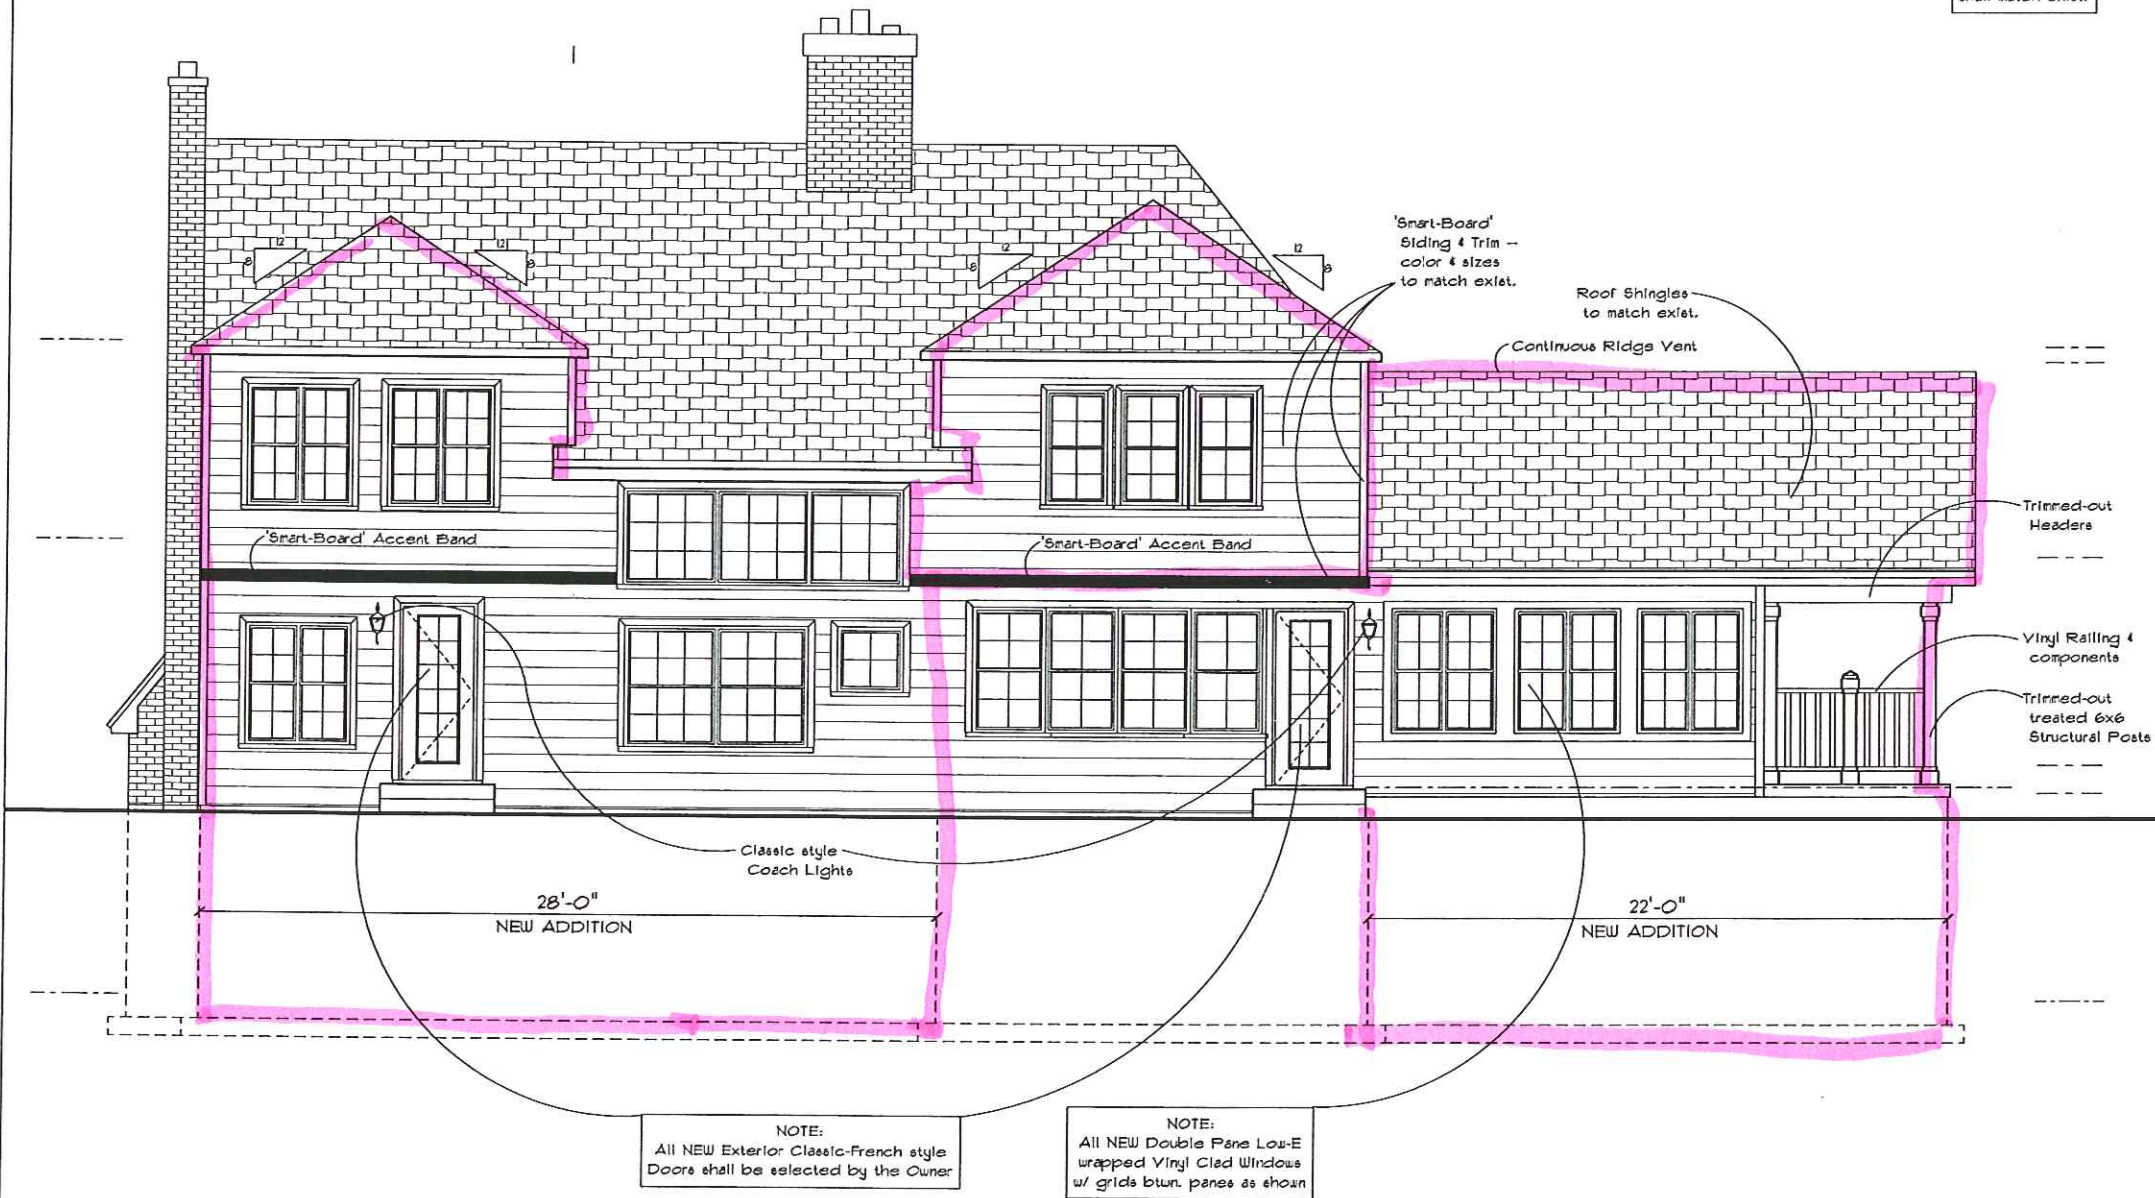 'Smart-Board'
Siding & Trim -
color & sizes
to match exist.
12
8
12
8
12
8
12
8
Roof Shingles
to match exist.
Continuous Ridge Vent
Trimmed-out
Headers
'Smart-Board' Accent Band
'Smart-Board' Accent Band
Vinyl Railing &
components
Trimmed-out
treated 6x6
Structural Posts
Classic style
Coach Lights
28'-0"
NEW ADDITION
22'-0"
NEW ADDITION
NOTE:
All NEW Exterior Classic-French style
Doors shall be selected by the Owner
NOTE:
All NEW Double Pane Low-E
wrapped Vinyl Clad Windows
w/ grids btwn. panes as shown